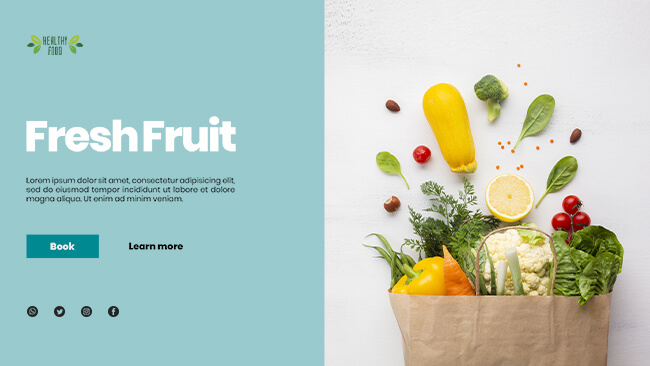 HEALTHY
FOOD
Fresh Fruit
Lorem ipsum dolor sit amet, consectetur adipisicing elit,
sed do eiusmod tempor incididunt ut labore et dolore
magna aliqua. Ut enim ad minim veniam.
Book
Learn more